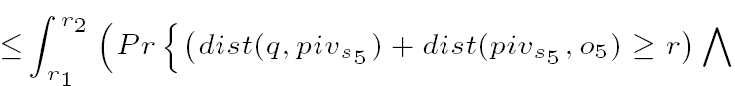 ≤ ∫_{r_1}^{r_2} ( Pr { ( dist(q, piv_{s_5}) + dist(piv_{s_5}, o_5) ≥ r ) ⋀